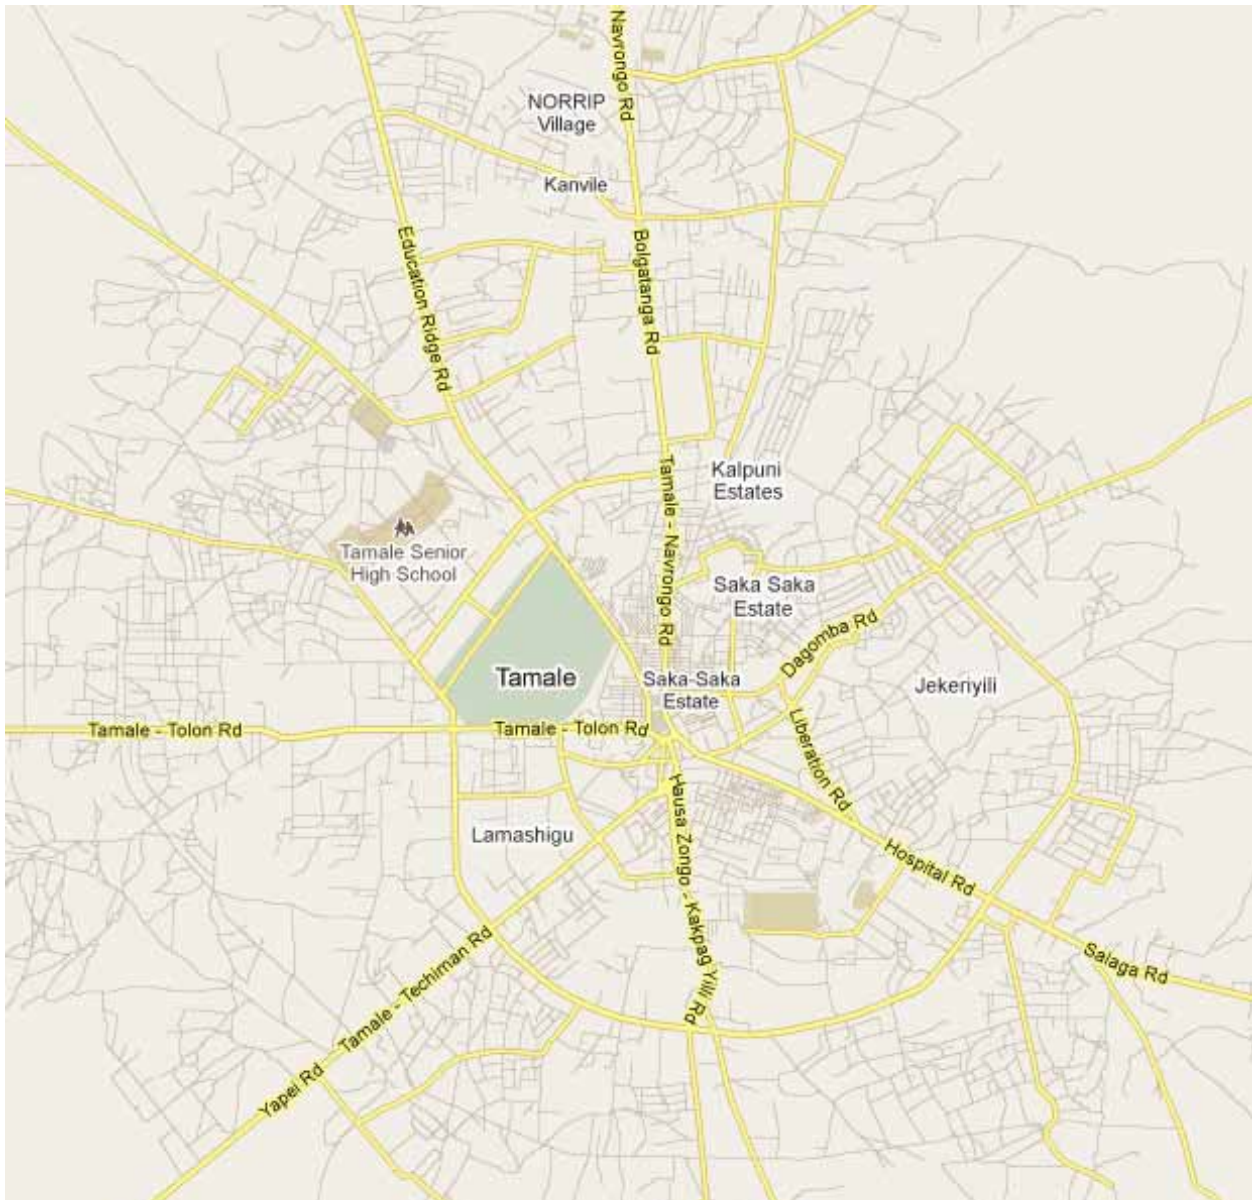 Navrongo Rd
NORRIP
Village
Kanvile
Education Ridge Rd
Bolgatanga Rd
Kalpuni
Estates
Tamale - Navrongo Rd
Tamale Senior
High School
Saka Saka
Estate
Dagomba Rd
Tamale
Saka-Saka
Estate
Jekeriyili
Tamale - Tolon Rd
Tamale - Tolon Rd
Liberation Rd
Hausa Zongo - Kakpag Yilli Rd
Lamashigu
Hospital Rd
Tamale - Techiman Rd
Salaga Rd
Yapei Rd